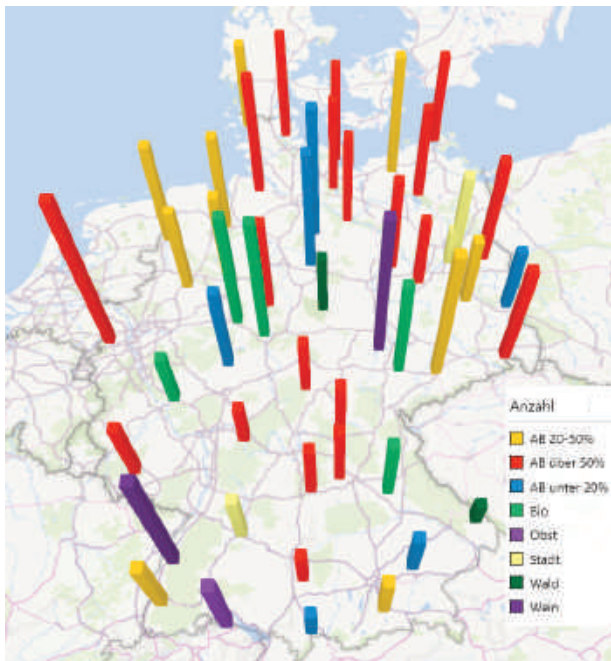 Anzahl
AB 20-50%
AB über 50%
AB unter 20%
Bio
Obst
Stadt
Wald
Wein